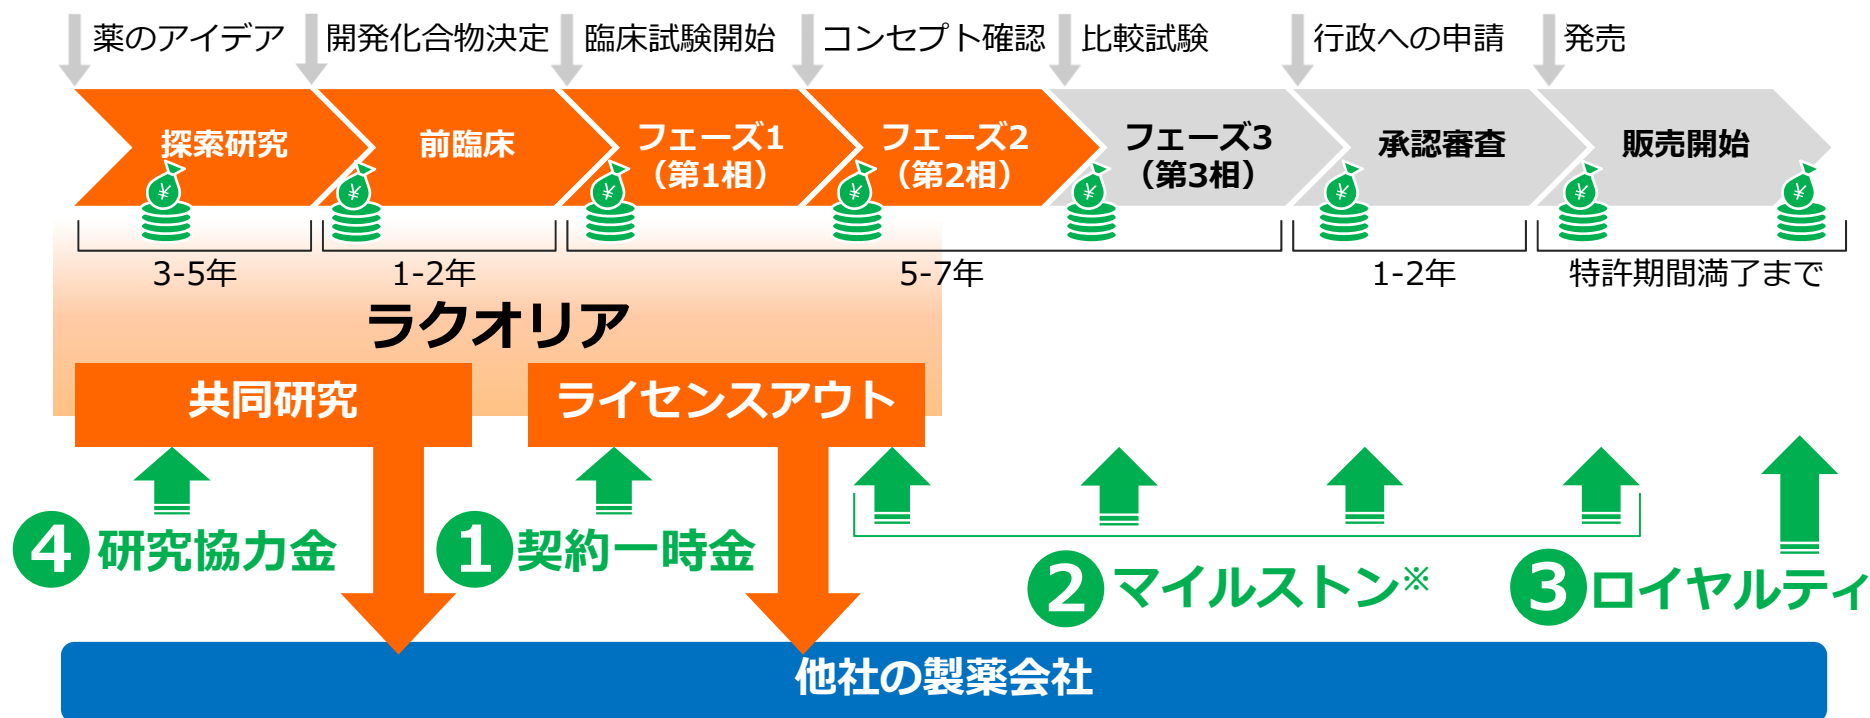 薬のアイデア
開発化合物決定
臨床試験開始
コンセプト確認
比較試験
行政への申請
発売
探索研究
前臨床
フェーズ1
（第1相）
フェーズ2
（第2相）
フェーズ3
（第3相）
承認審査
販売開始
¥
¥
¥
¥
¥
¥
¥
¥
3-5年
1-2年
5-7年
1-2年
特許期間満了まで
ラクオリア
共同研究
ライセンスアウト
❹研究協力金
❶契約一時金
❷マイルストン※
❸ロイヤルティ
他社の製薬会社